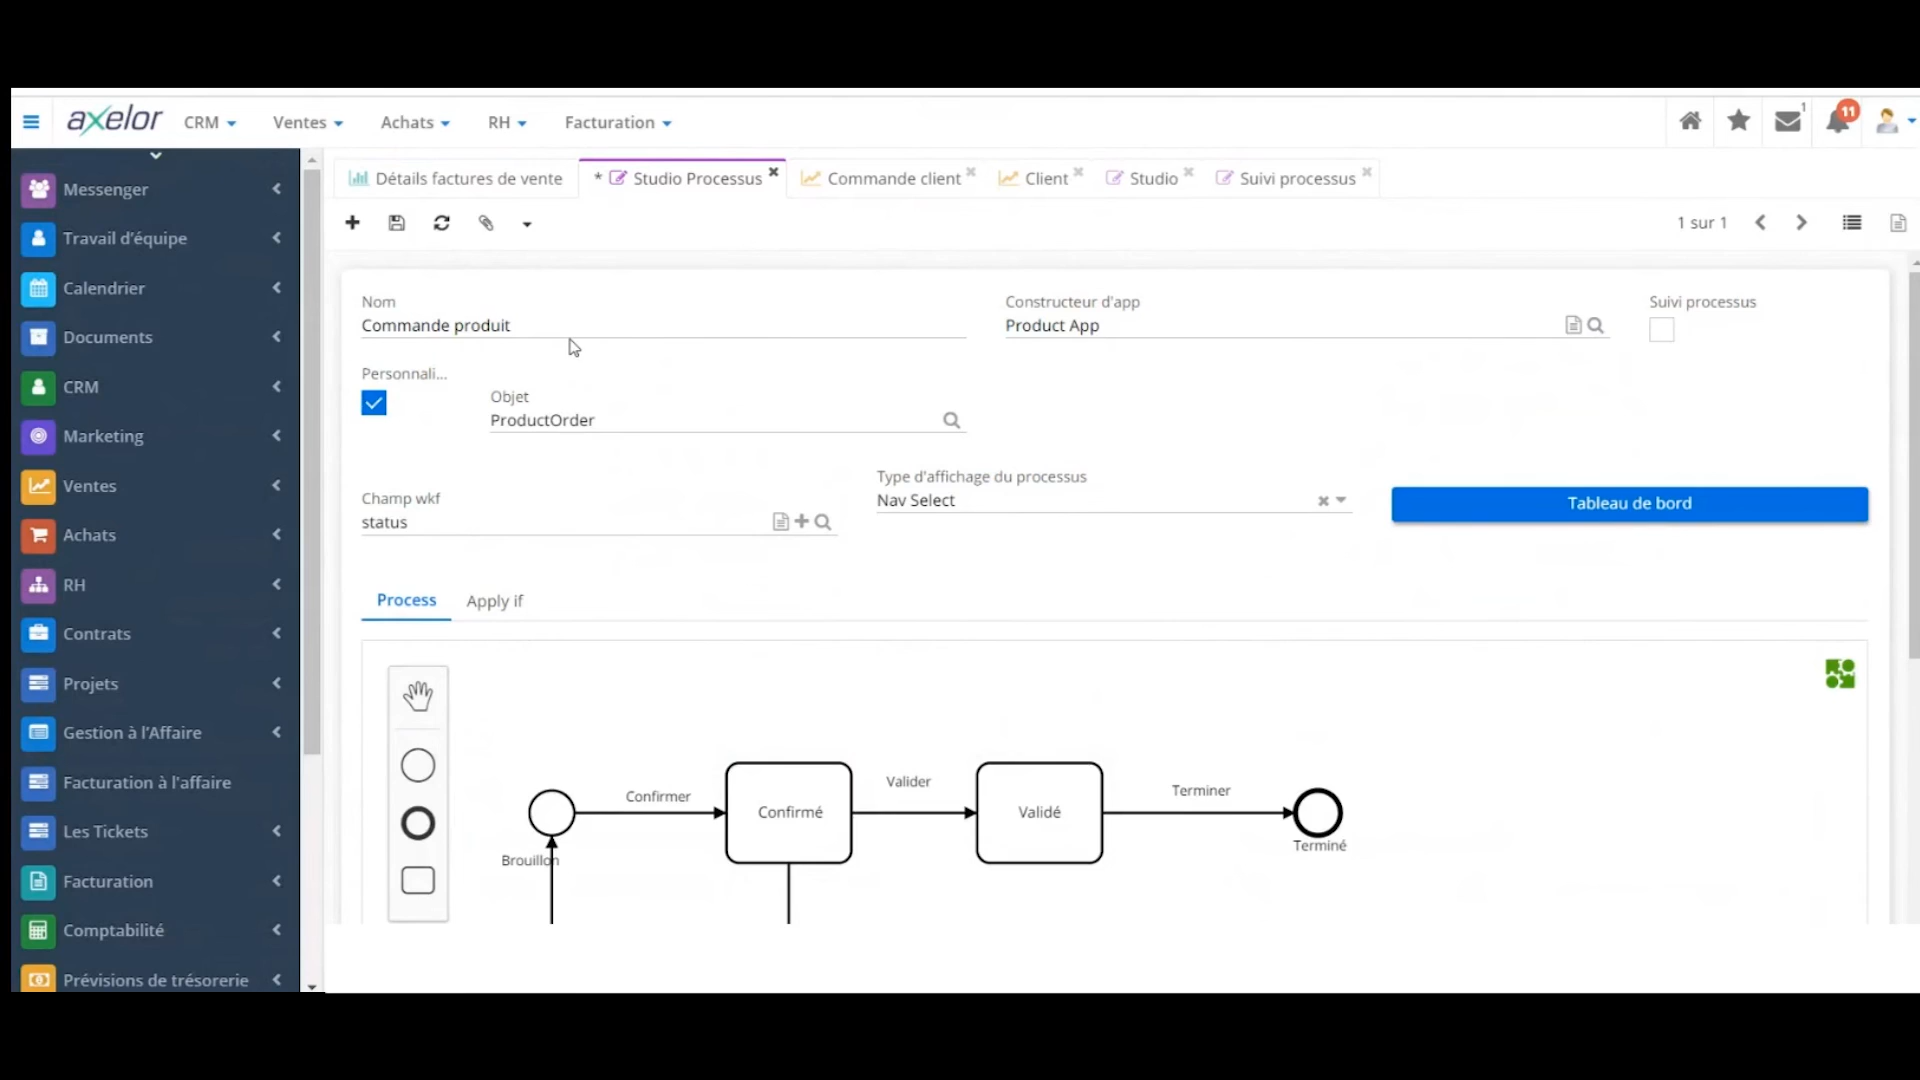 axelor CRM Ventes Achats RH Facturation 1 11
Messenger
Travail d'équipe
Calendrier
Documents
CRM
Marketing
Ventes
Achats
RH
Contrats
Projets
Gestion à l'Affaire
Facturation à l'affaire
Les Tickets
Facturation
Comptabilité
Prévisions de trésorerie
Détails factures de vente * Studio Processus Commande client Client Studio Suivi processus
1 sur 1
Nom Constructeur d'app Suivi processus
Commande produit Product App
Personnali...
Objet
ProductOrder
Type d'affichage du processus
Champ wkf Nav Select Tableau de bord
status
Process Apply if
Confirmer Valider Terminer
Confirmé Validé
Brouillon Terminé